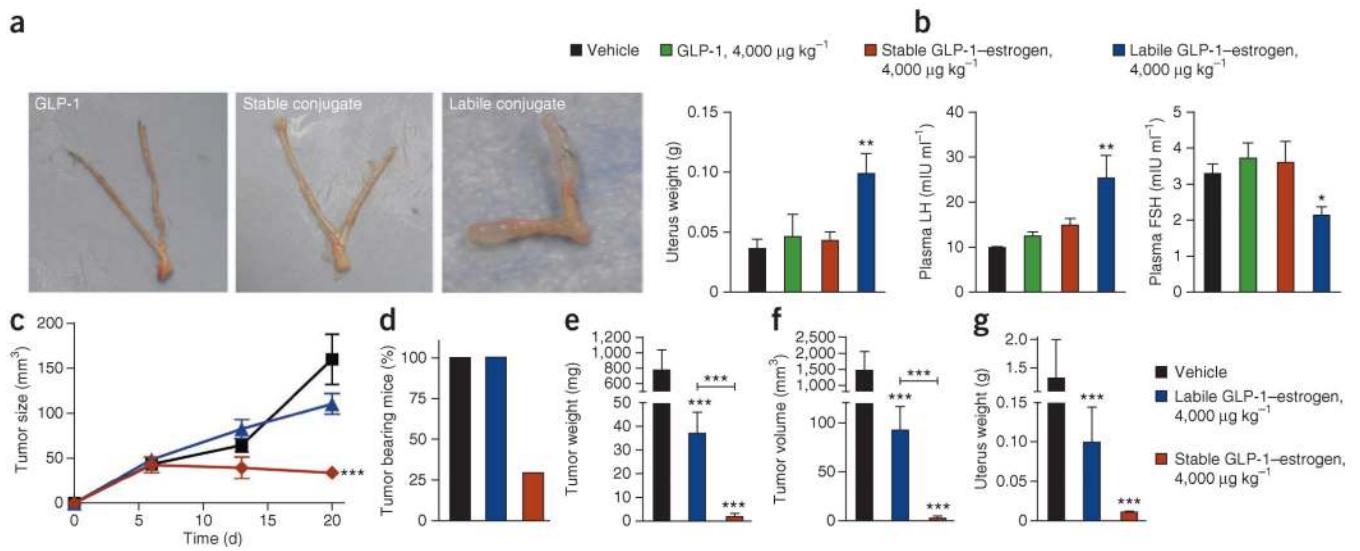 a
b
Vehicle
GLP-1, 4,000 µg kg⁻¹
Stable GLP-1–estrogen,
4,000 µg kg⁻¹
Labile GLP-1–estrogen,
4,000 µg kg⁻¹
GLP-1
Stable conjugate
Labile conjugate
Uterus weight (g)
0.15
0.10
0.05
0
**
Plasma LH (mIU ml⁻¹)
40
30
20
10
0
**
Plasma FSH (mIU ml⁻¹)
5
4
3
2
1
0
*
c
Tumor size (mm³)
200
150
100
50
0
0
5
10
15
20
Time (d)
***
d
Tumor bearing mice (%)
100
75
50
25
0
e
Tumor weight (mg)
1,200
1,000
800
600
50
40
30
20
10
0
***
***
***
f
Tumor volume (mm³)
2,500
2,000
1,500
1,000
100
50
0
***
***
***
g
Uterus weight (g)
2.0
1.5
1.0
0.15
0.10
0.05
0
***
***
Vehicle
Labile GLP-1–estrogen,
4,000 µg kg⁻¹
Stable GLP-1–estrogen,
4,000 µg kg⁻¹